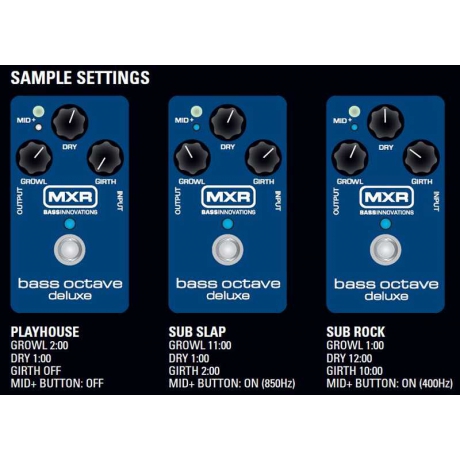 SAMPLE SETTINGS
MID+
DRY
GROWL GIRTH
OUTPUT INPUT
MXR
BASSINNOVATIONS
bass octave
deluxe
PLAYHOUSE
GROWL 2:00
DRY 1:00
GIRTH OFF
MID+ BUTTON: OFF
MID+
DRY
GROWL GIRTH
OUTPUT INPUT
MXR
BASSINNOVATIONS
bass octave
deluxe
SUB SLAP
GROWL 11:00
DRY 1:00
GIRTH 2:00
MID+ BUTTON: ON (850Hz)
MID+
DRY
GROWL GIRTH
OUTPUT INPUT
MXR
BASSINNOVATIONS
bass octave
deluxe
SUB ROCK
GROWL 1:00
DRY 12:00
GIRTH 10:00
MID+ BUTTON: ON (400Hz)